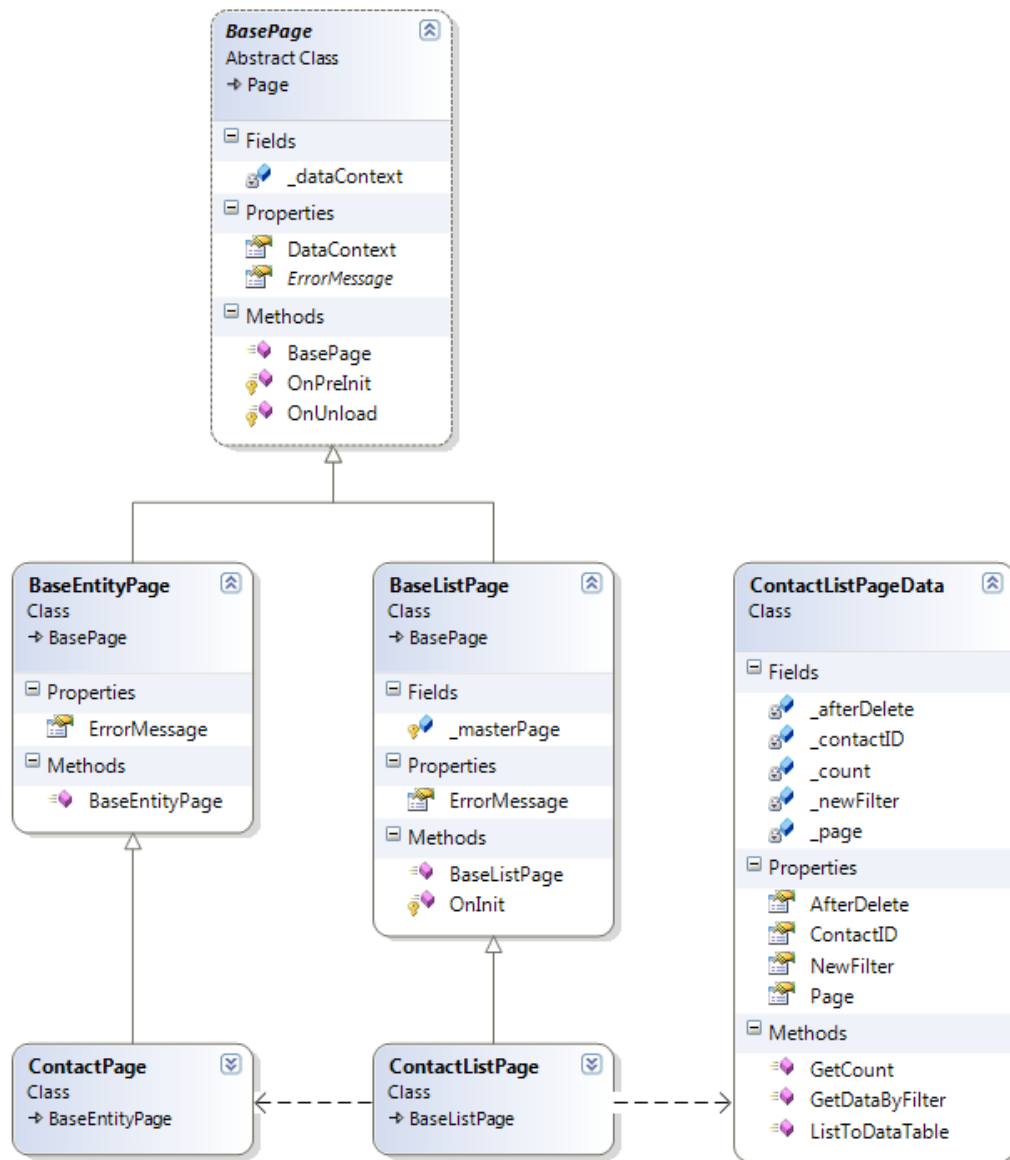 BasePage
Abstract Class
Page
Fields
_dataContext
Properties
DataContext
ErrorMessage
Methods
BasePage
OnPreInit
OnUnload
BaseEntityPage
Class
BasePage
Properties
ErrorMessage
Methods
BaseEntityPage
BaseListPage
Class
BasePage
Fields
_masterPage
Properties
ErrorMessage
Methods
BaseListPage
OnInit
ContactListPageData
Class
Fields
_afterDelete
_contactID
_count
_newFilter
_page
Properties
AfterDelete
ContactID
NewFilter
Page
Methods
GetCount
GetDataByFilter
ListToDataTable
ContactPage
Class
BaseEntityPage
ContactListPage
Class
BaseListPage